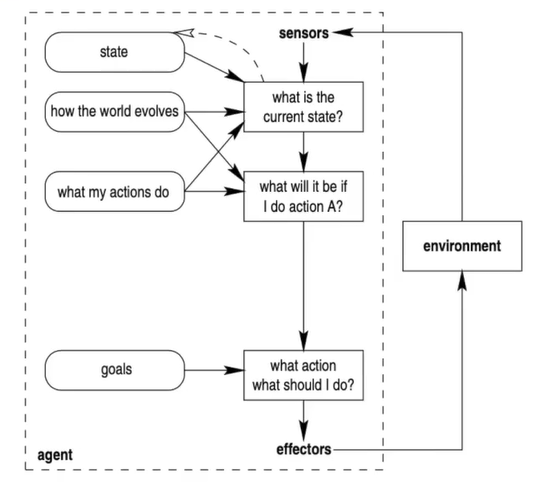 sensors
state
what is the
current state?
how the world evolves
what my actions do
what will it be if
I do action A?
environment
goals
what action
what should I do?
effectors
agent